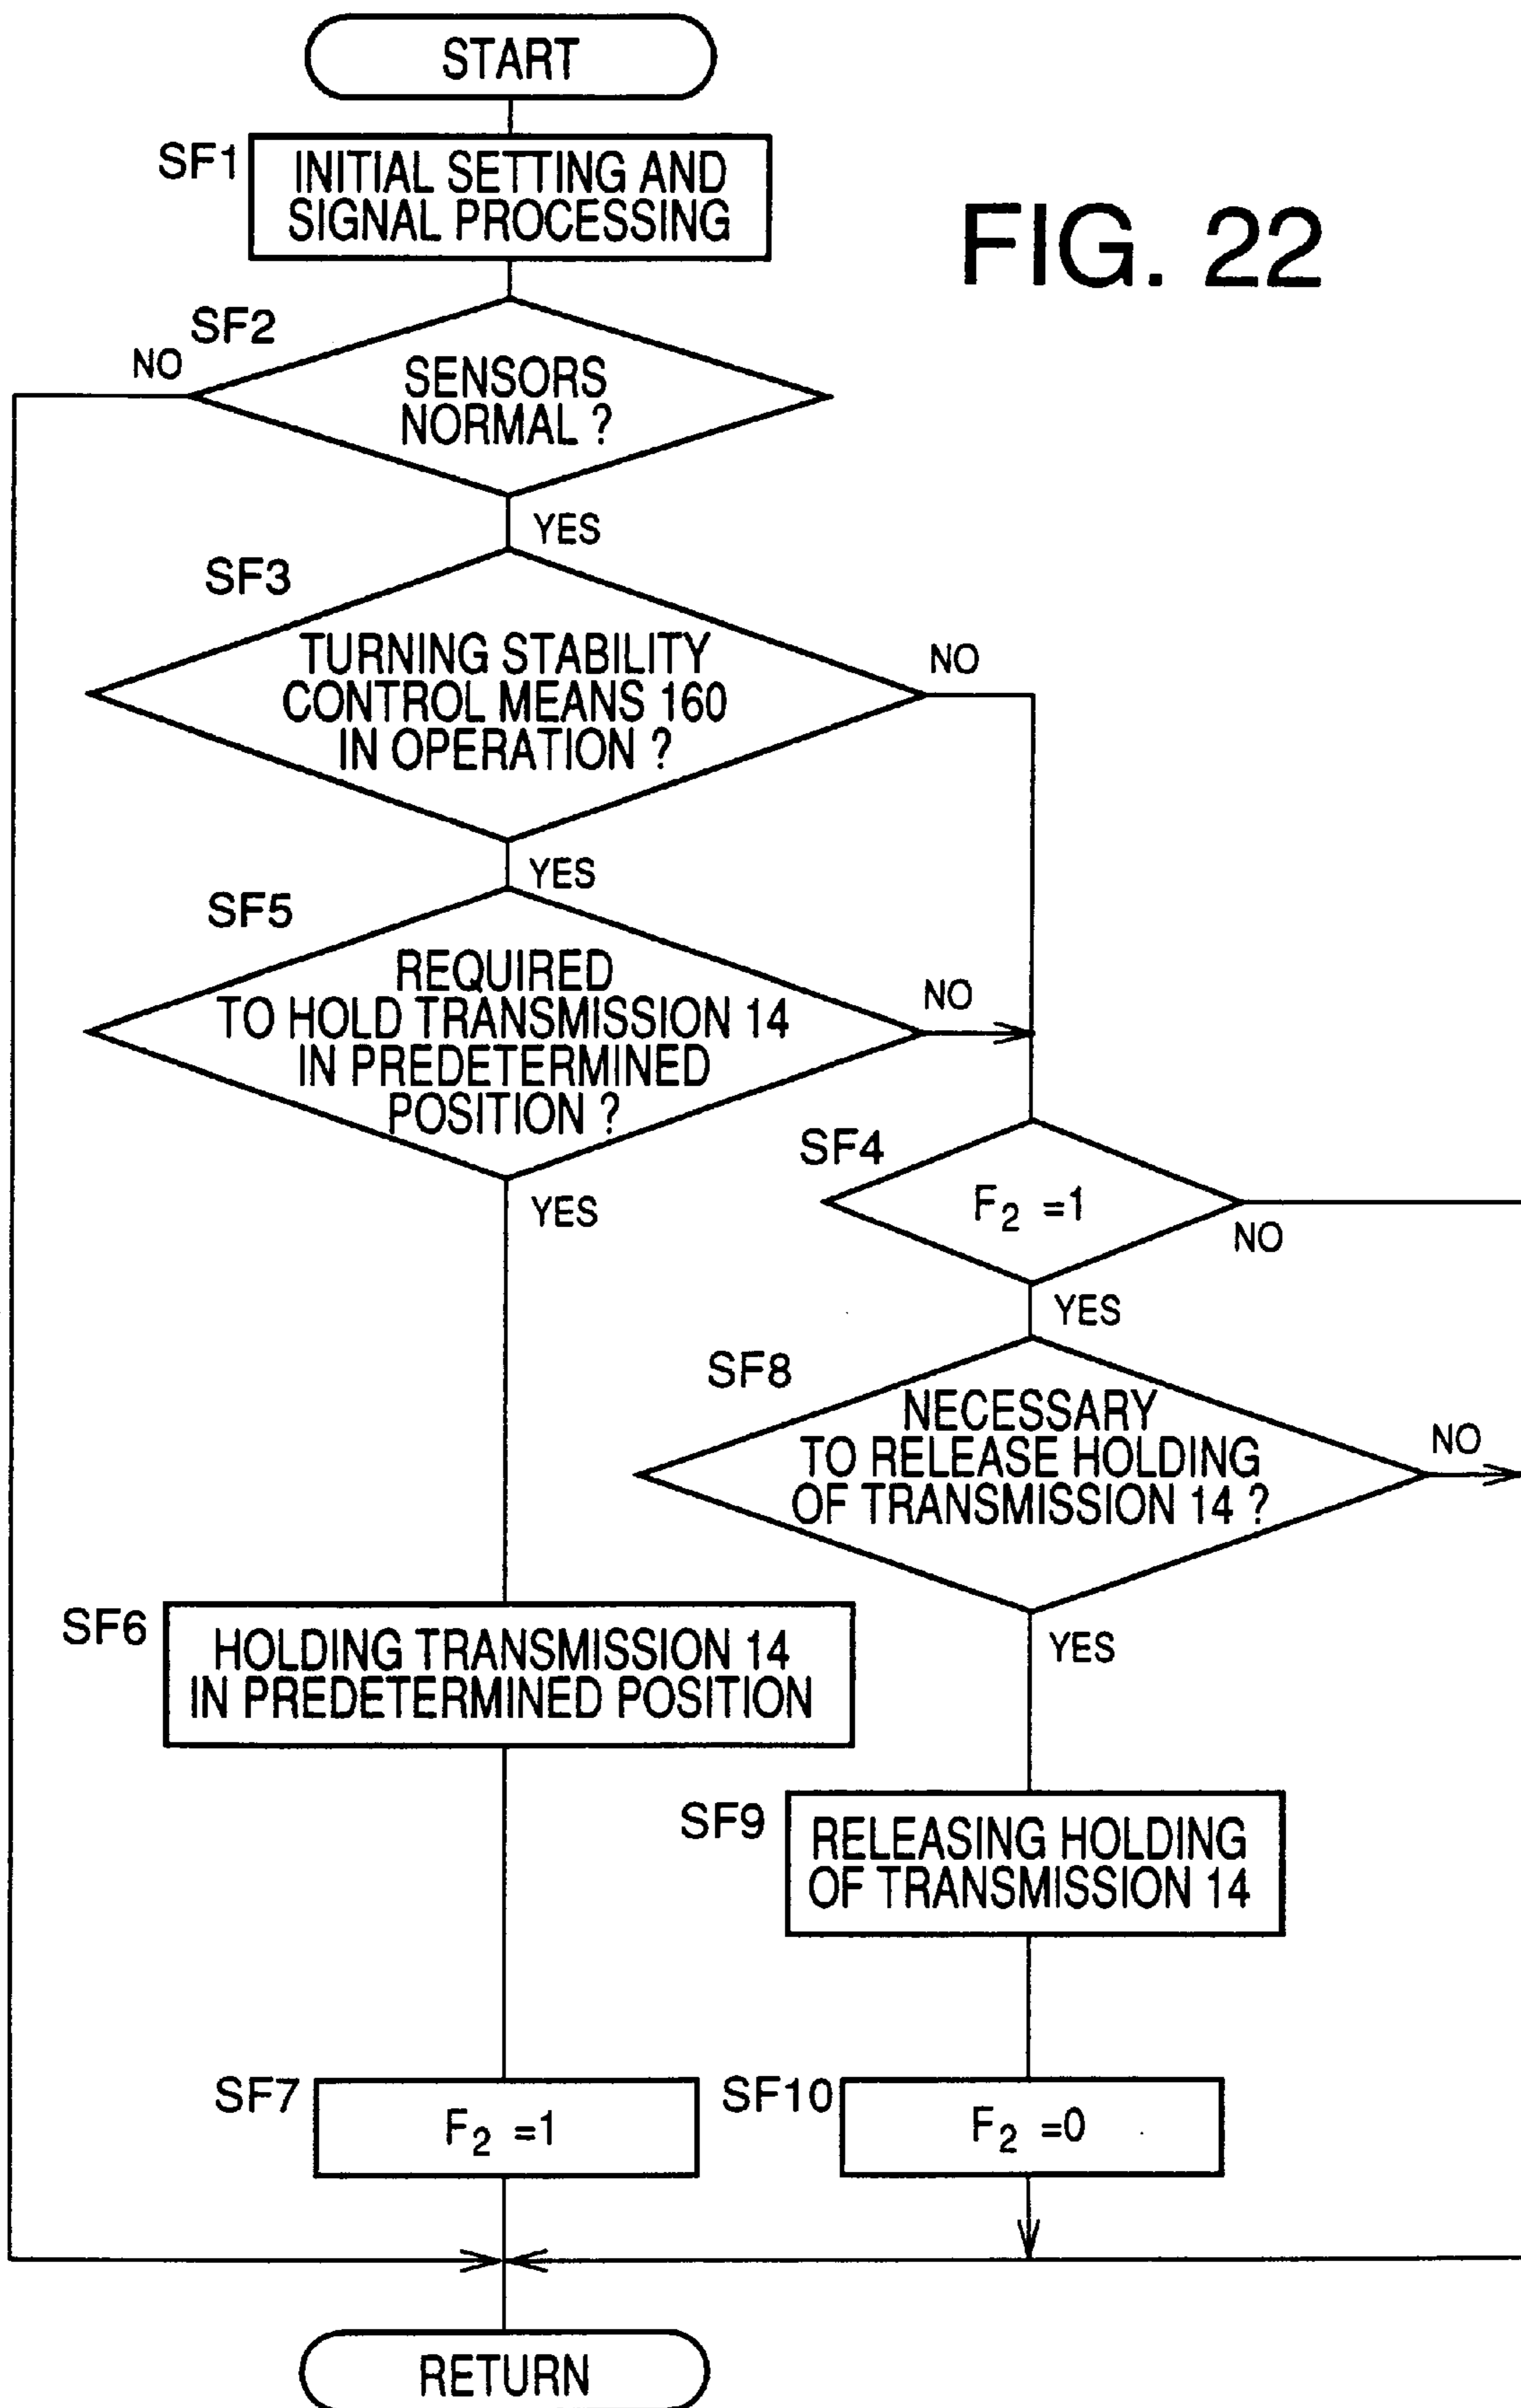 START
SF1
INITIAL SETTING AND
SIGNAL PROCESSING
FIG. 22
SF2
NO
SENSORS
NORMAL ?
YES
SF3
TURNING STABILITY
CONTROL MEANS 160
IN OPERATION ?
NO
YES
SF5
REQUIRED
TO HOLD TRANSMISSION 14
IN PREDETERMINED
POSITION ?
NO
YES
SF4
F2 =1
NO
YES
SF8
NECESSARY
TO RELEASE HOLDING
OF TRANSMISSION 14 ?
NO
YES
SF6
HOLDING TRANSMISSION 14
IN PREDETERMINED POSITION
SF9
RELEASING HOLDING
OF TRANSMISSION 14
SF7
F2 =1
SF10
F2 =0
RETURN